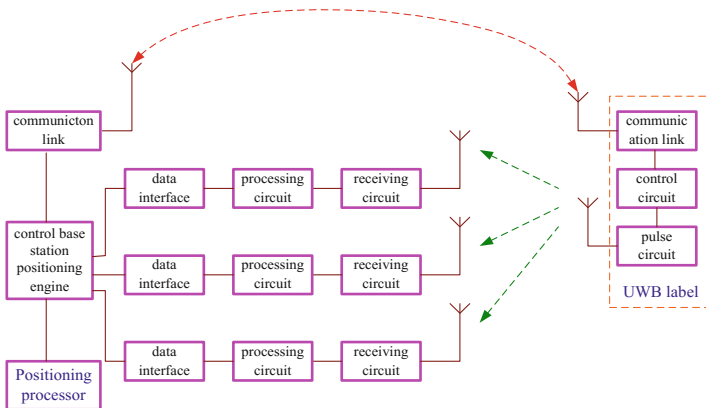 communicton
link
communic
ation link
data
interface
processing
circuit
receiving
circuit
control
circuit
control base
station
positioning
engine
data
interface
processing
circuit
receiving
circuit
pulse
circuit
UWB label
data
interface
processing
circuit
receiving
circuit
Positioning
processor